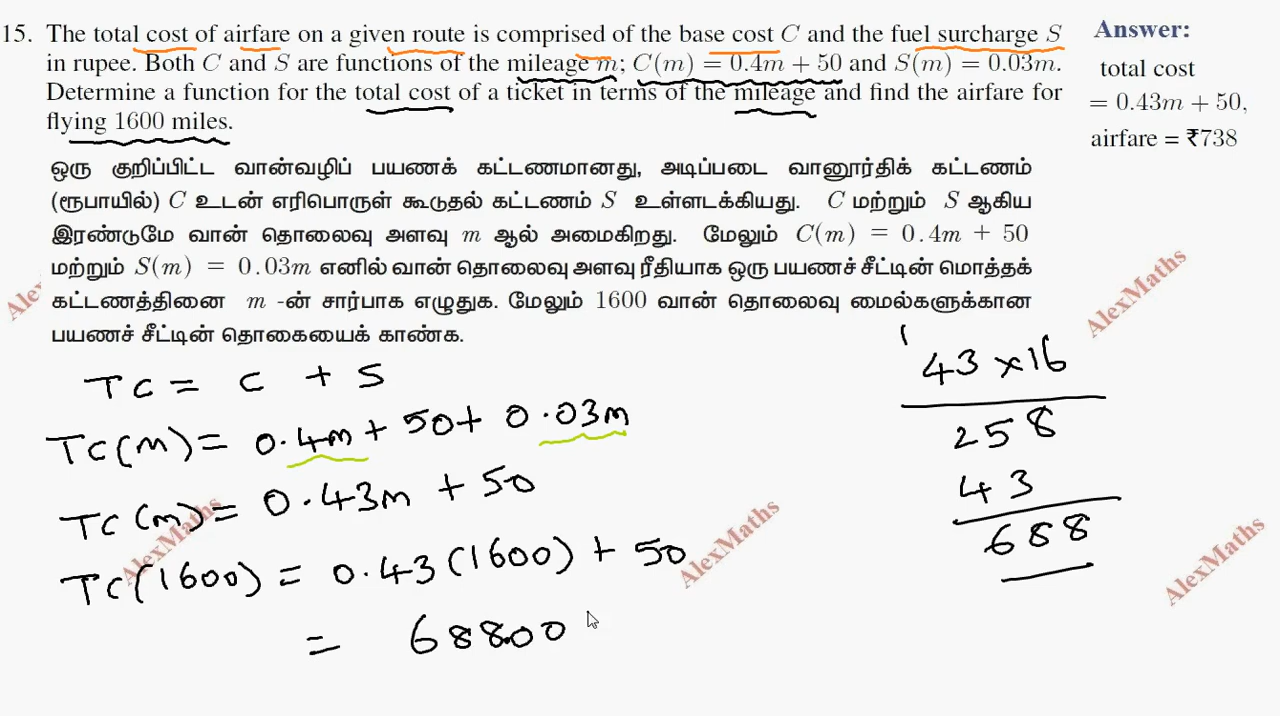 15. The total cost of airfare on a given route is comprised of the base cost C and the fuel surcharge S
in rupee. Both C and S are functions of the mileage m; C(m) = 0.4m + 50 and S(m) = 0.03m.
Determine a function for the total cost of a ticket in terms of the mileage and find the airfare for
flying 1600 miles.
Answer:
total cost
= 0.43m + 50,
airfare = ₹738
ஒரு குறிப்பிட்ட வான்வழிப் பயணக் கட்டணமானது, அடிப்படை வானூர்திக் கட்டணம்
(ரூபாயில்) C உடன் எரிபொருள் கூடுதல் கட்டணம் S உள்ளடக்கியது. C மற்றும் S ஆகிய
இரண்டுமே வான் தொலைவு அளவு m ஆல் அமைகிறது. மேலும் C(m) = 0.4m + 50
மற்றும் S(m) = 0.03m எனில் வான் தொலைவு அளவு ரீதியாக ஒரு பயணச் சீட்டின் மொத்தக்
கட்டணத்தினை m -ன் சார்பாக எழுதுக. மேலும் 1600 வான் தொலைவு மைல்களுக்கான
பயணச் சீட்டின் தொகையைக் காண்க.
TC = C + S
TC(m) = 0.4m + 50 + 0.03m
TC(m) = 0.43m + 50
TC(1600) = 0.43(1600) + 50
= 688.00
1
43 × 16
258
43
688
AlexMaths
AlexMaths
AlexMaths
AlexMaths